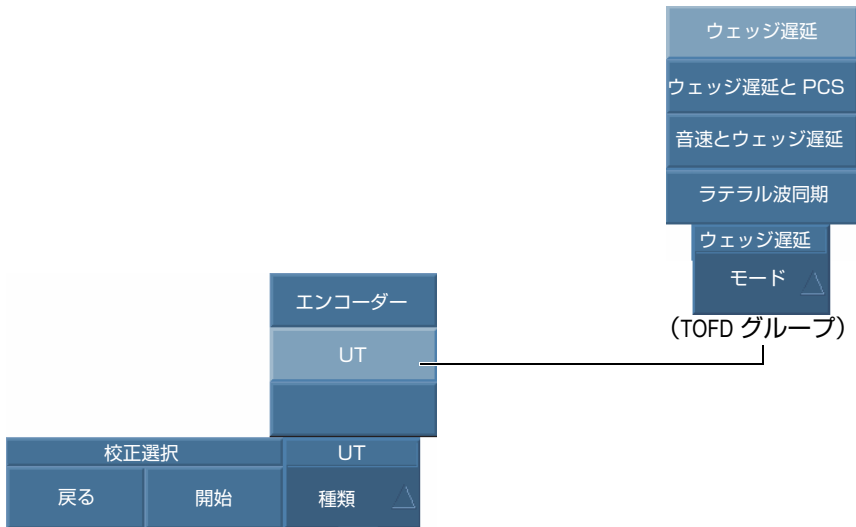 ウェッジ遅延
ウェッジ遅延と PCS
音速とウェッジ遅延
ラテラル波同期
ウェッジ遅延
モード
（TOFD グループ）
エンコーダー
UT
校正選択
UT
戻る
開始
種類